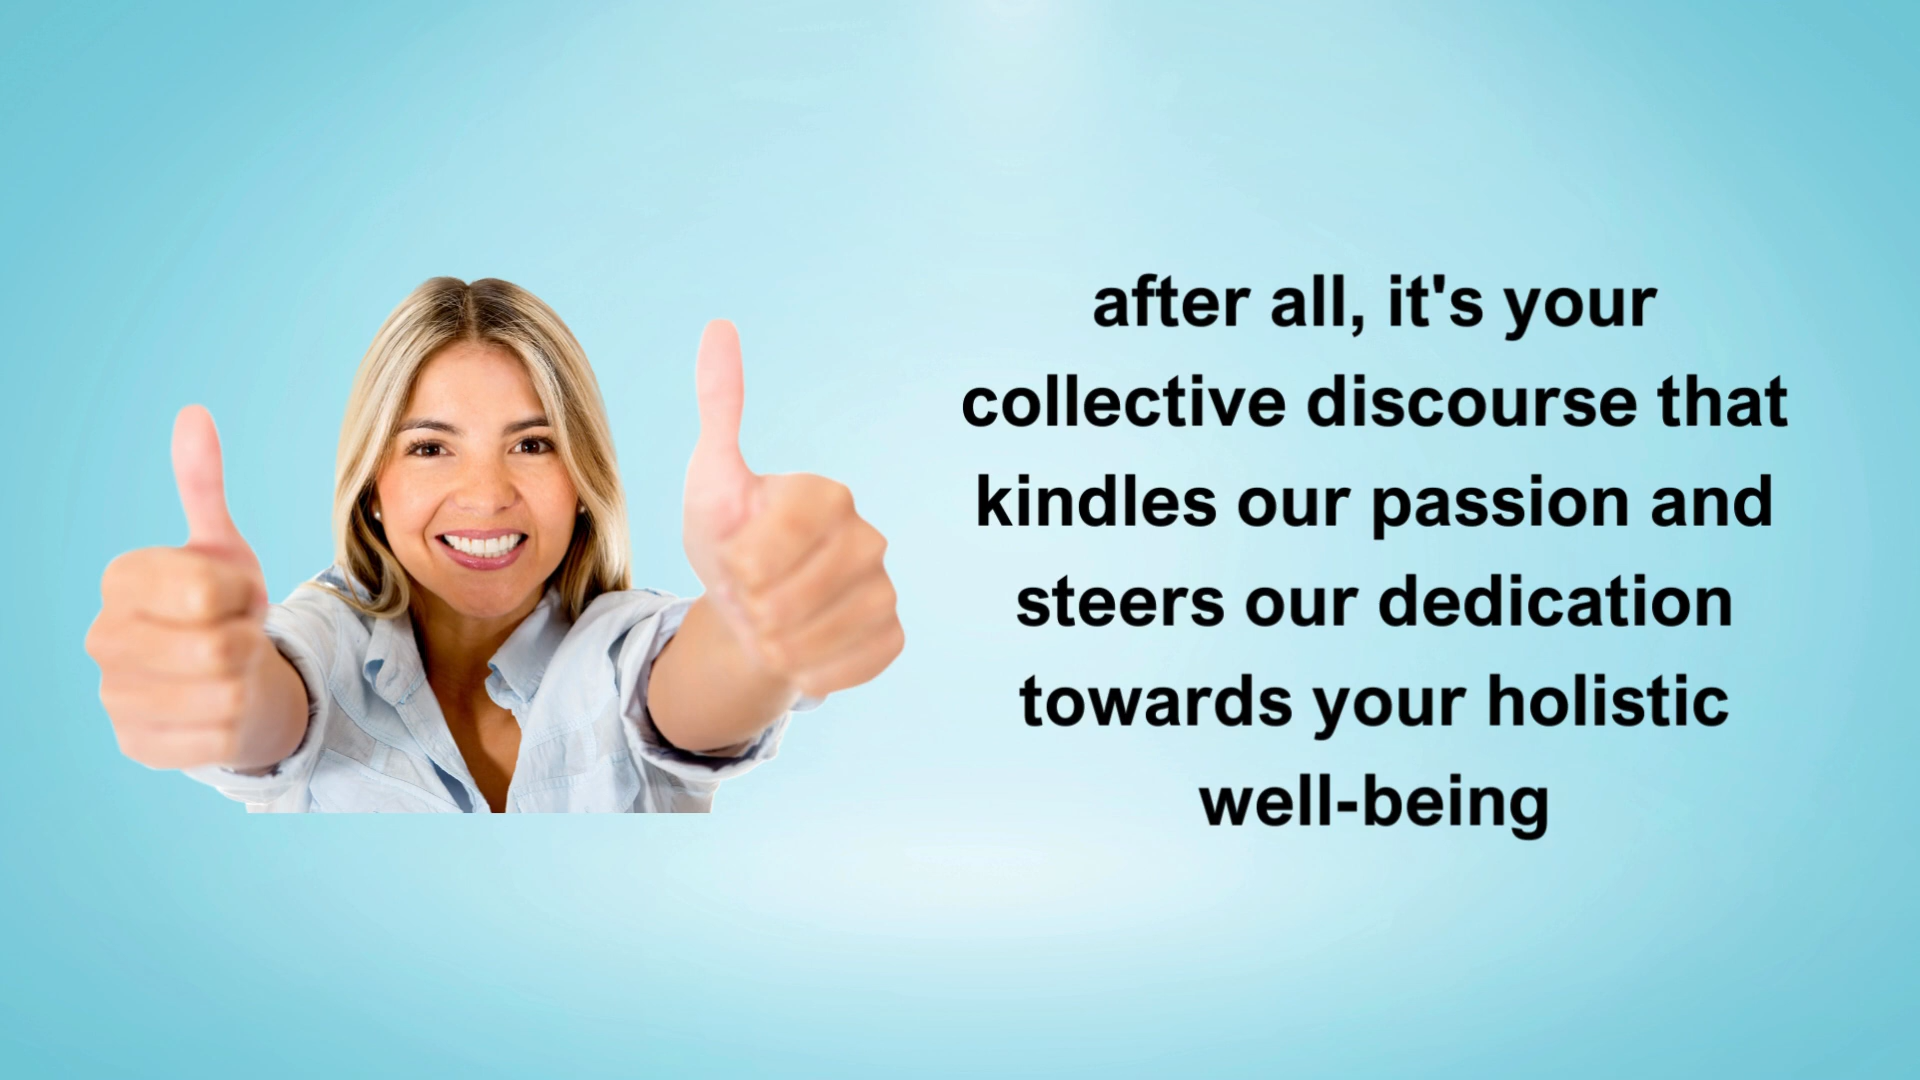 after all, it's your
collective discourse that
kindles our passion and
steers our dedication
towards your holistic
well-being